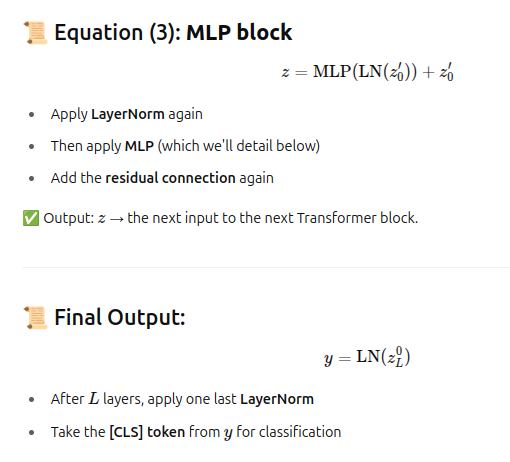 📜 Equation (3): MLP block
z = MLP(LN(z′₀)) + z′₀
• Apply LayerNorm again
• Then apply MLP (which we'll detail below)
• Add the residual connection again
✅ Output: z → the next input to the next Transformer block.
📜 Final Output:
y = LN(z_L^0)
• After L layers, apply one last LayerNorm
• Take the [CLS] token from y for classification